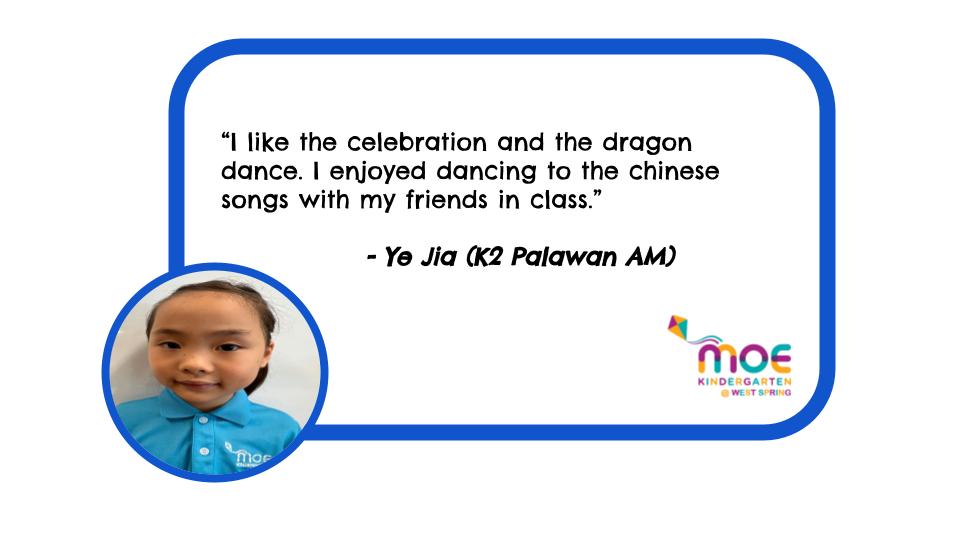 “I like the celebration and the dragon
dance. I enjoyed dancing to the chinese
songs with my friends in class.”
- Ye Jia (K2 Palawan AM)
moe
KINDERGARTEN
@ WEST SPRING
moe